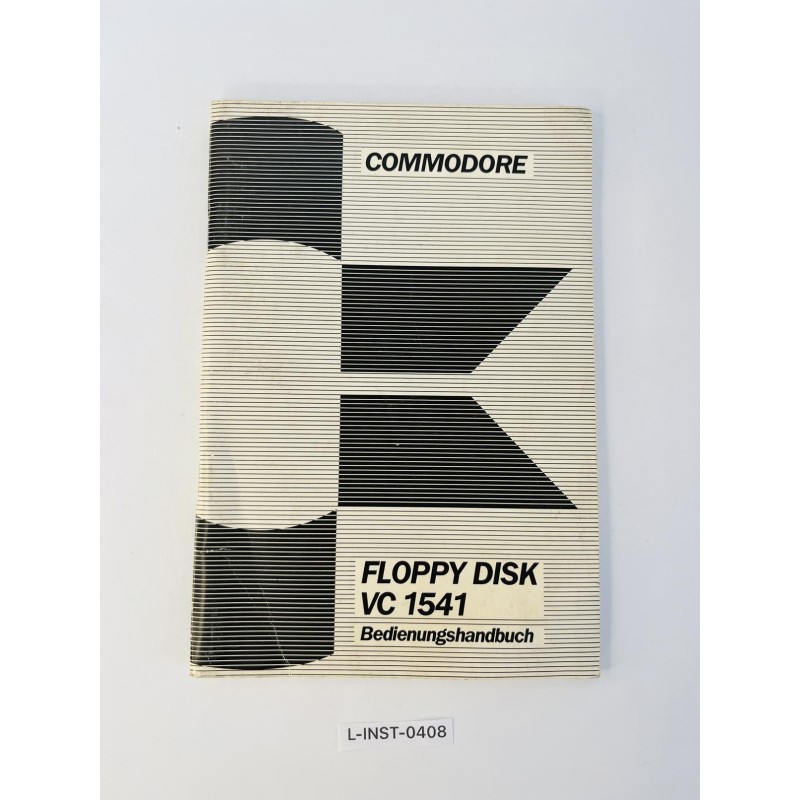 COMMODORE
FLOPPY DISK
VC 1541
Bedienungshandbuch
L-INST-0408